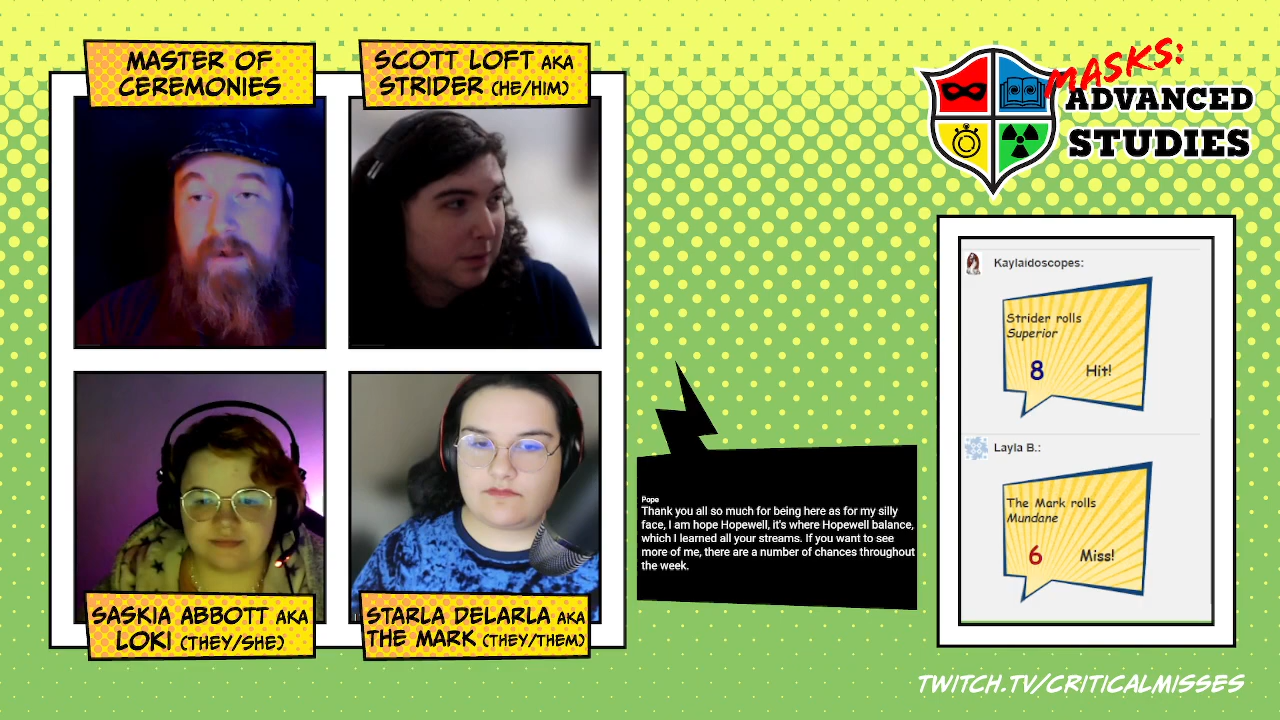 MASTER OF
CEREMONIES
SCOTT LOFT AKA
STRIDER (HE/HIM)
SASKIA ABBOTT AKA
LOKI (THEY/SHE)
STARLA DELARLA AKA
THE MARK (THEY/THEM)
Pope
Thank you all so much for being here as for my silly
face, I am hope Hopewell, it's where Hopewell balance,
which I learned all your streams. If you want to see
more of me, there are a number of chances throughout
the week.
MASKS:
ADVANCED
STUDIES
Kaylaidoscopes:
Strider rolls
Superior
8 Hit!
Layla B.:
The Mark rolls
Mundane
6 Miss!
TWITCH.TV/CRITICALMISSES